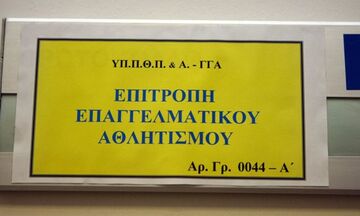 ΥΠ.Π.Θ.Π. & Α. - ΓΓΑ
ΕΠΙΤΡΟΠΗ
ΕΠΑΓΓΕΛΜΑΤΙΚΟΥ
ΑΘΛΗΤΙΣΜΟΥ
Αρ. Γρ. 0044 – Α΄